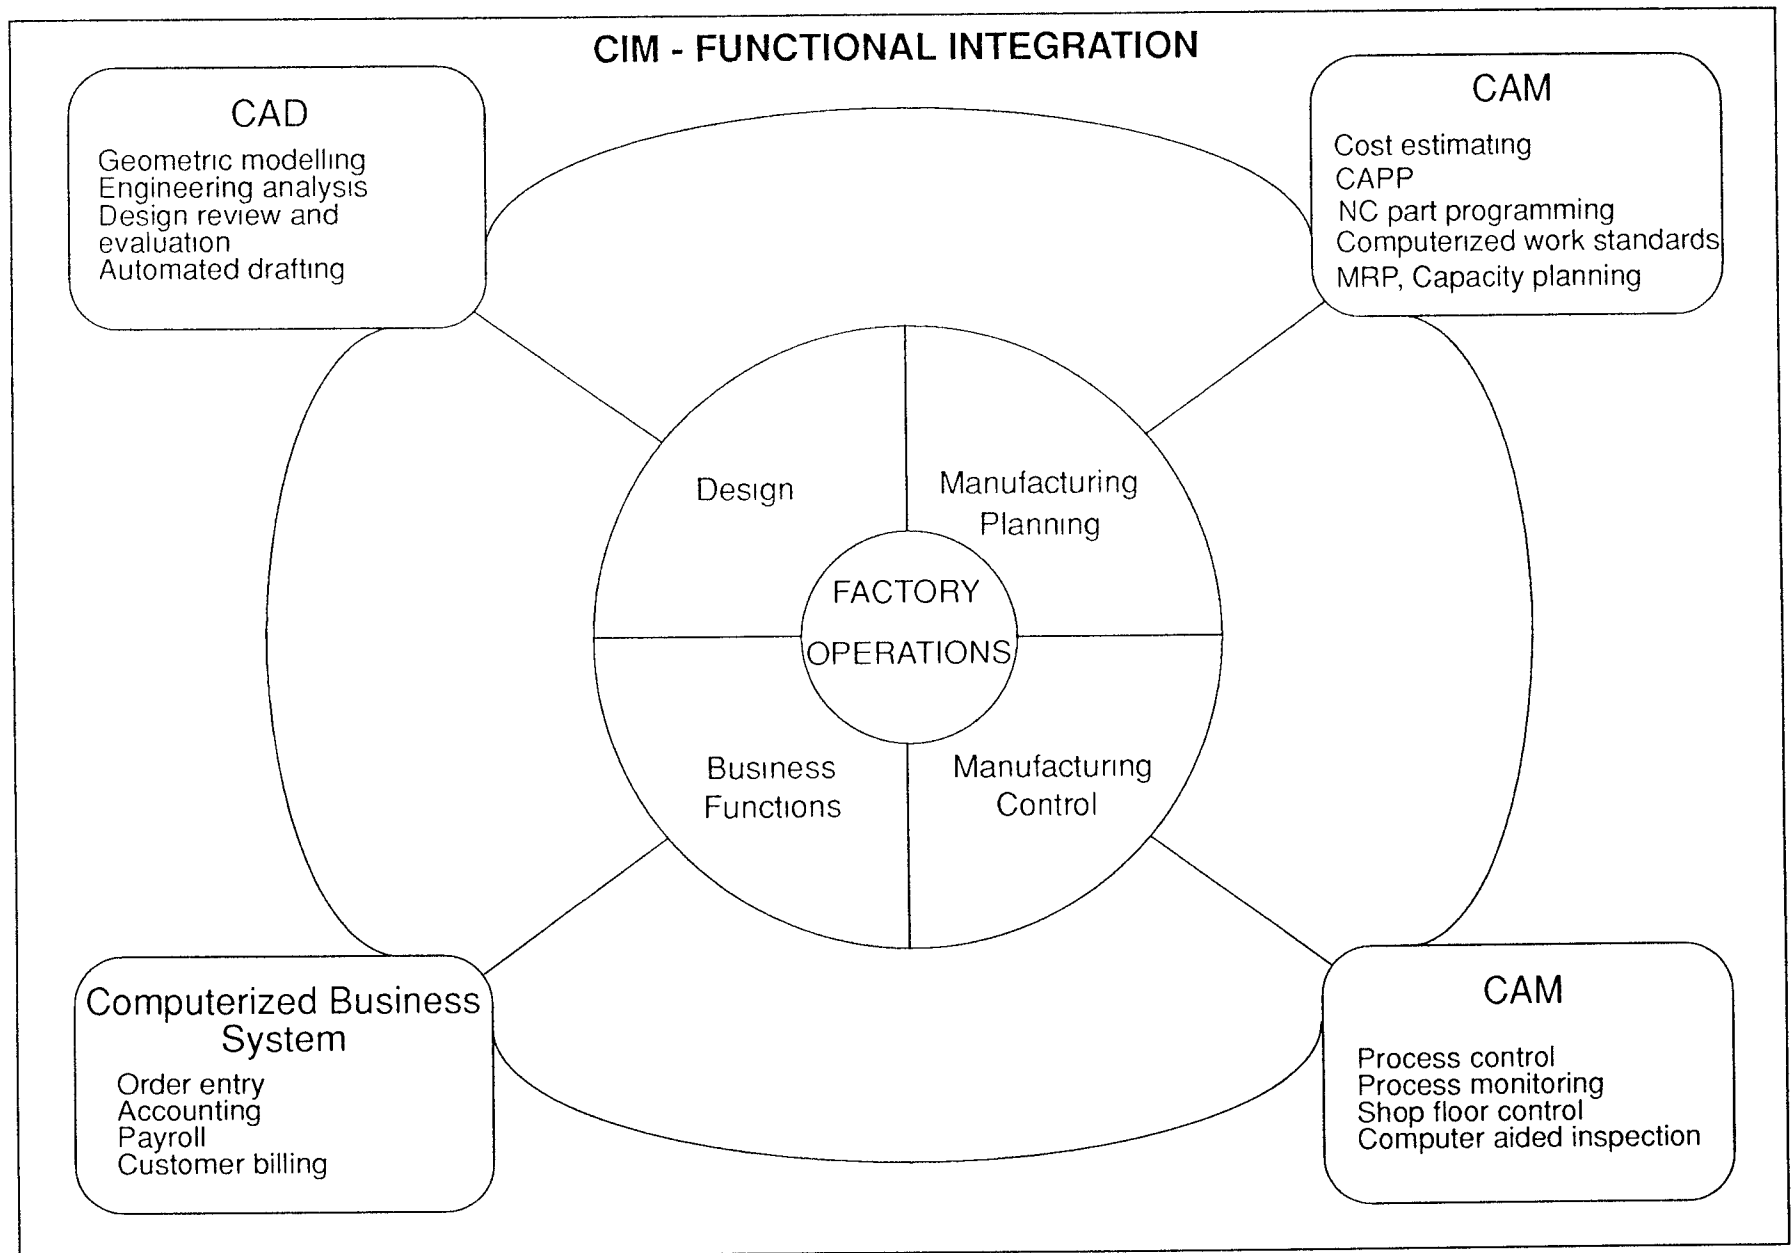 CIM - FUNCTIONAL INTEGRATION
CAD
Geometric modelling
Engineering analysis
Design review and
evaluation
Automated drafting
CAM
Cost estimating
CAPP
NC part programming
Computerized work standards
MRP, Capacity planning
Design
Manufacturing
Planning
FACTORY
OPERATIONS
Business
Functions
Manufacturing
Control
Computerized Business
System
Order entry
Accounting
Payroll
Customer billing
CAM
Process control
Process monitoring
Shop floor control
Computer aided inspection